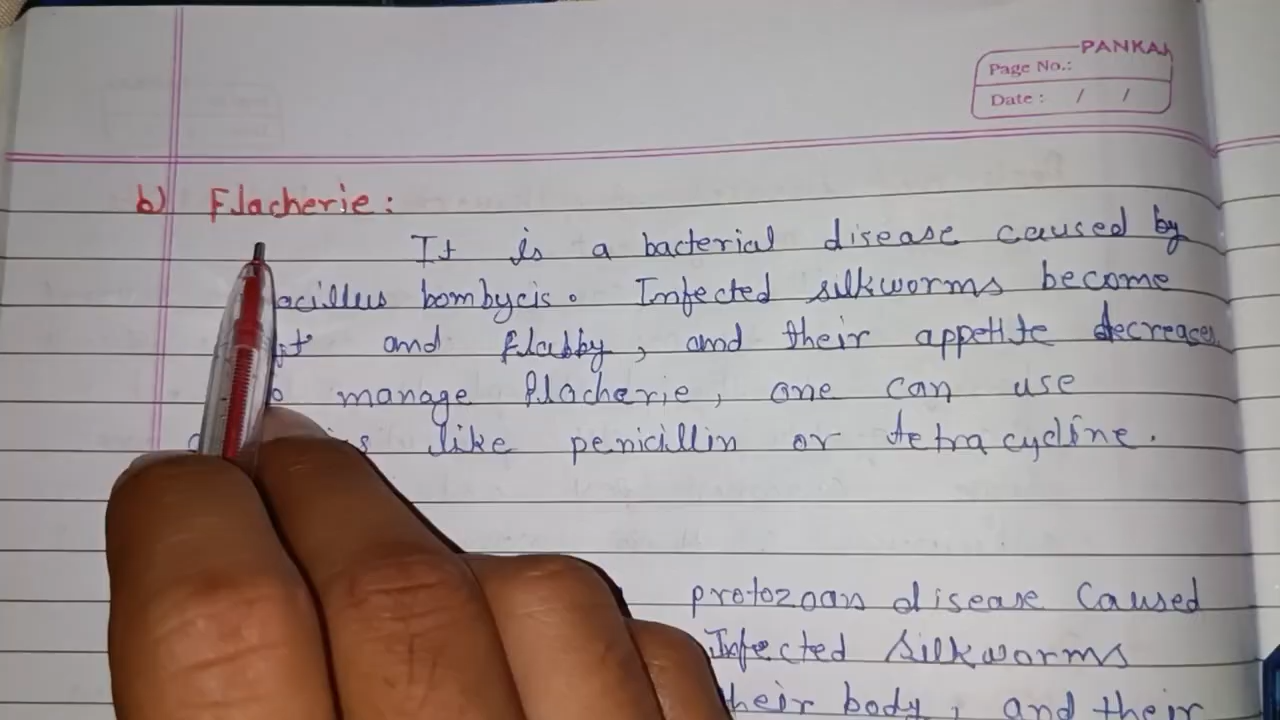 PANKAJ
Page No.:
Date : / /
b) Flacherie :
It is a bacterial disease caused by
acillus bombycis. Infected silkworms become
and flabby, and their appetite decreases.
manage flacherie, one can use
like penicillin or tetracycline.
protozoan disease caused
Infected silkworms
their body, and their